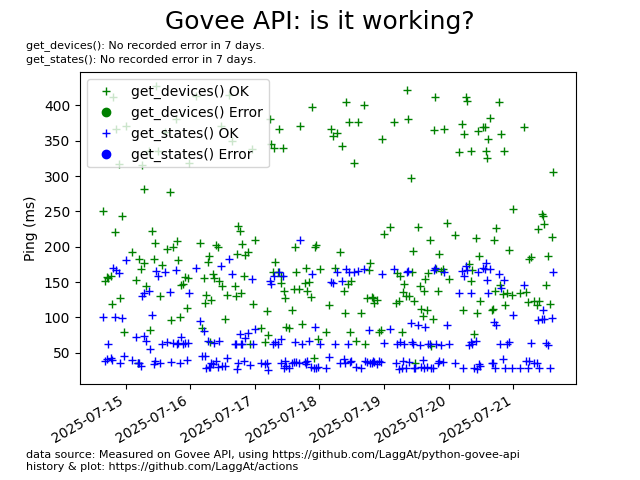 Govee API: is it working?
get_devices(): No recorded error in 7 days.
get_states(): No recorded error in 7 days.
get_devices() OK
get_devices() Error
get_states() OK
get_states() Error
Ping (ms)
400
350
300
250
200
150
100
50
2025-07-15
2025-07-16
2025-07-17
2025-07-18
2025-07-19
2025-07-20
2025-07-21
data source: Measured on Govee API, using https://github.com/LaggAt/python-govee-api
history & plot: https://github.com/LaggAt/actions